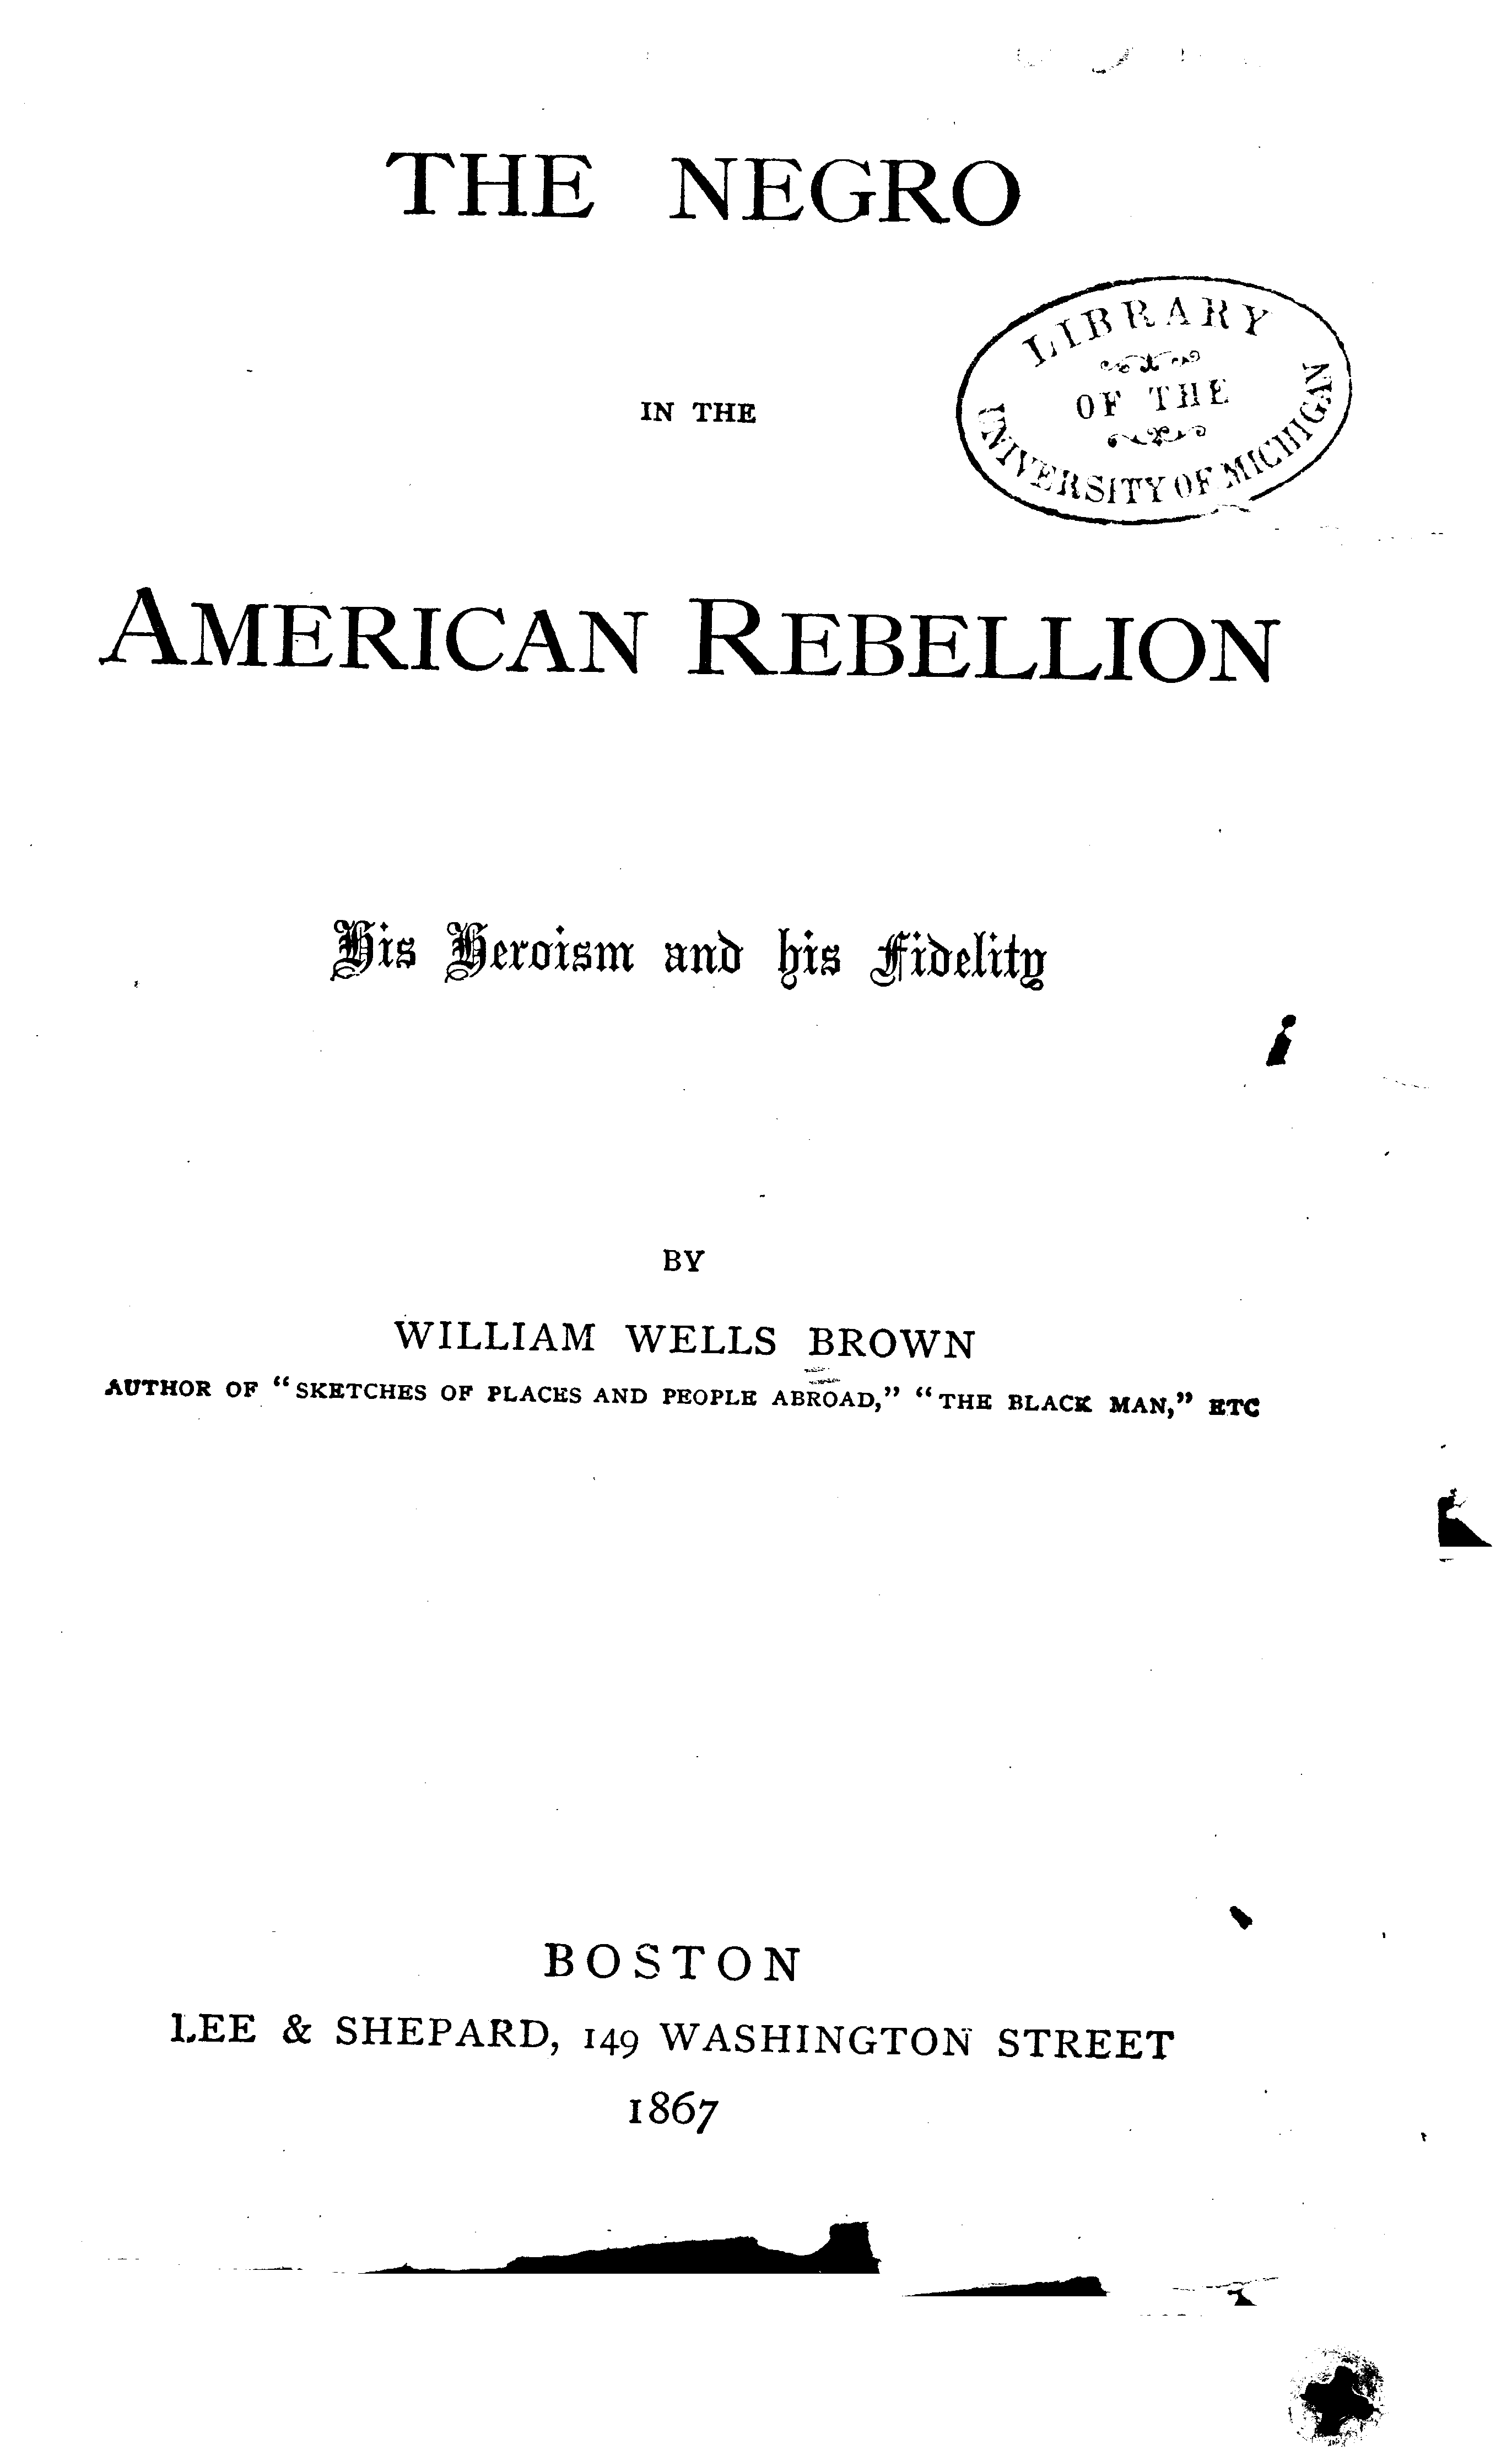 THE NEGRO
LIBRARY
OF THE
UNIVERSITY OF MICHIGAN
IN THE
AMERICAN REBELLION
His Heroism and his Fidelity
BY
WILLIAM WELLS BROWN
AUTHOR OF “SKETCHES OF PLACES AND PEOPLE ABROAD,” “THE BLACK MAN,” ETC
BOSTON
LEE & SHEPARD, 149 WASHINGTON STREET
1867